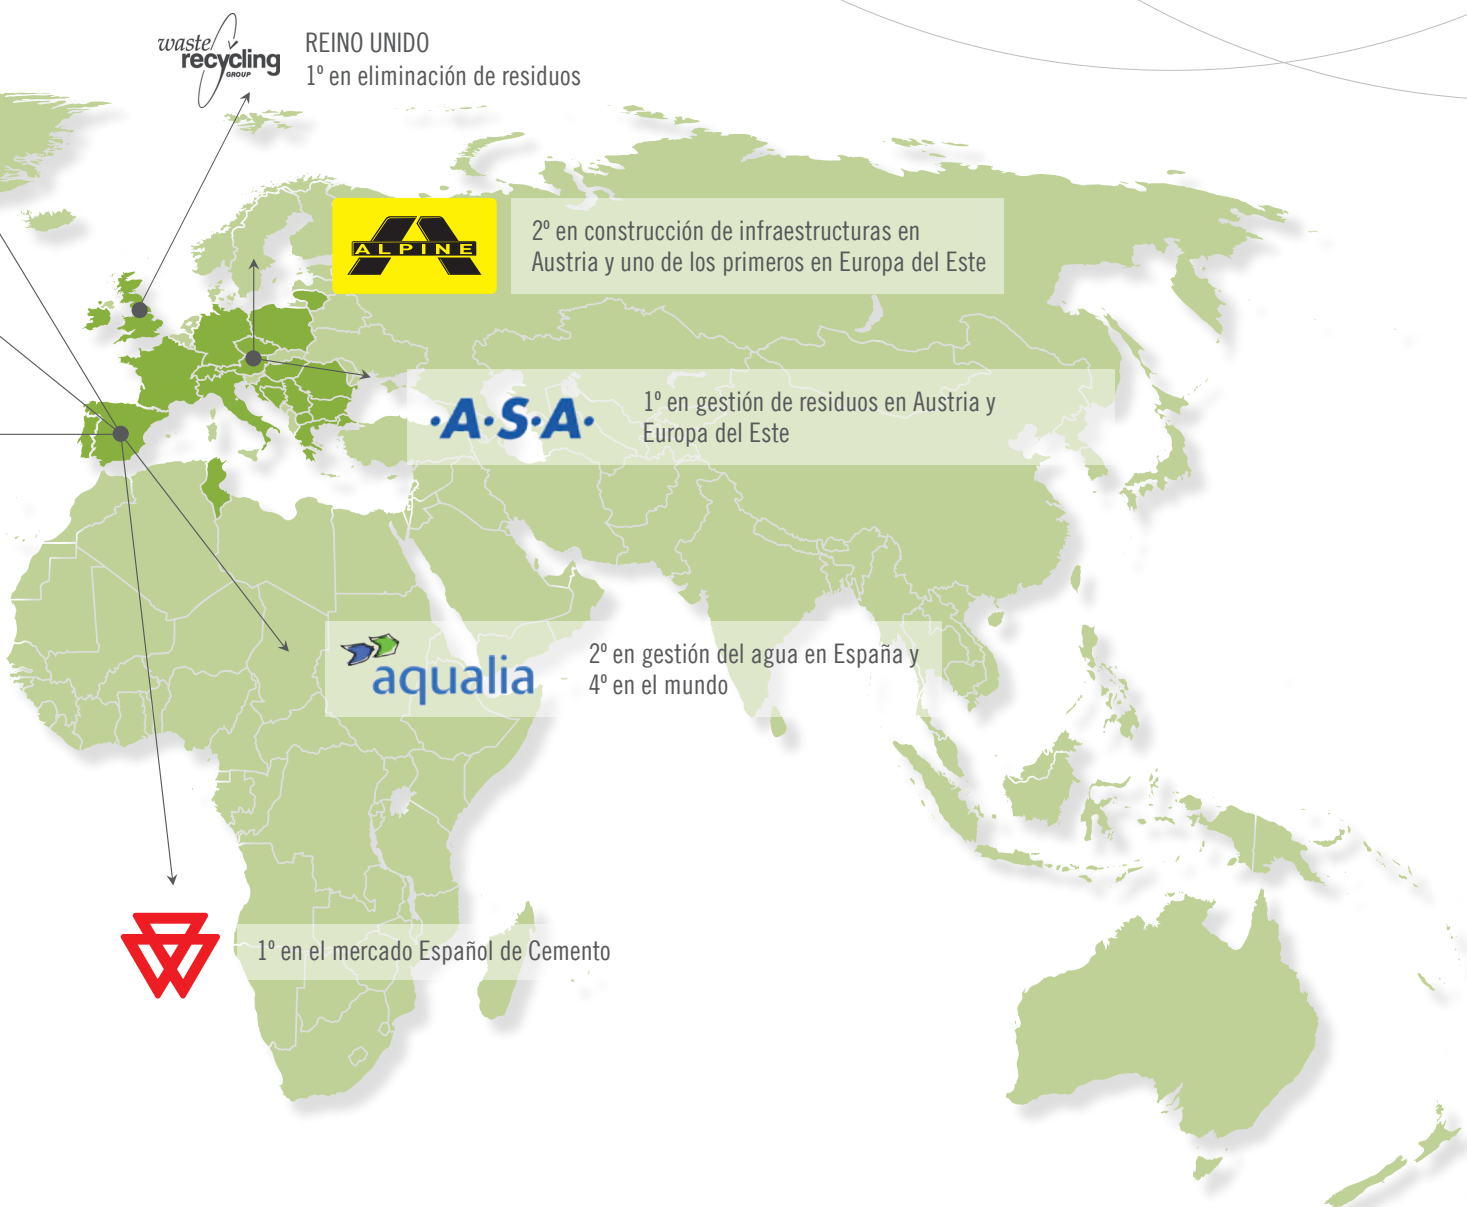 waste
recycling
GROUP
REINO UNIDO
1º en eliminación de residuos
ALPINE
2º en construcción de infraestructuras en
Austria y uno de los primeros en Europa del Este
·A·S·A·
1º en gestión de residuos en Austria y
Europa del Este
aqualia
2º en gestión del agua en España y
4º en el mundo
1º en el mercado Español de Cemento